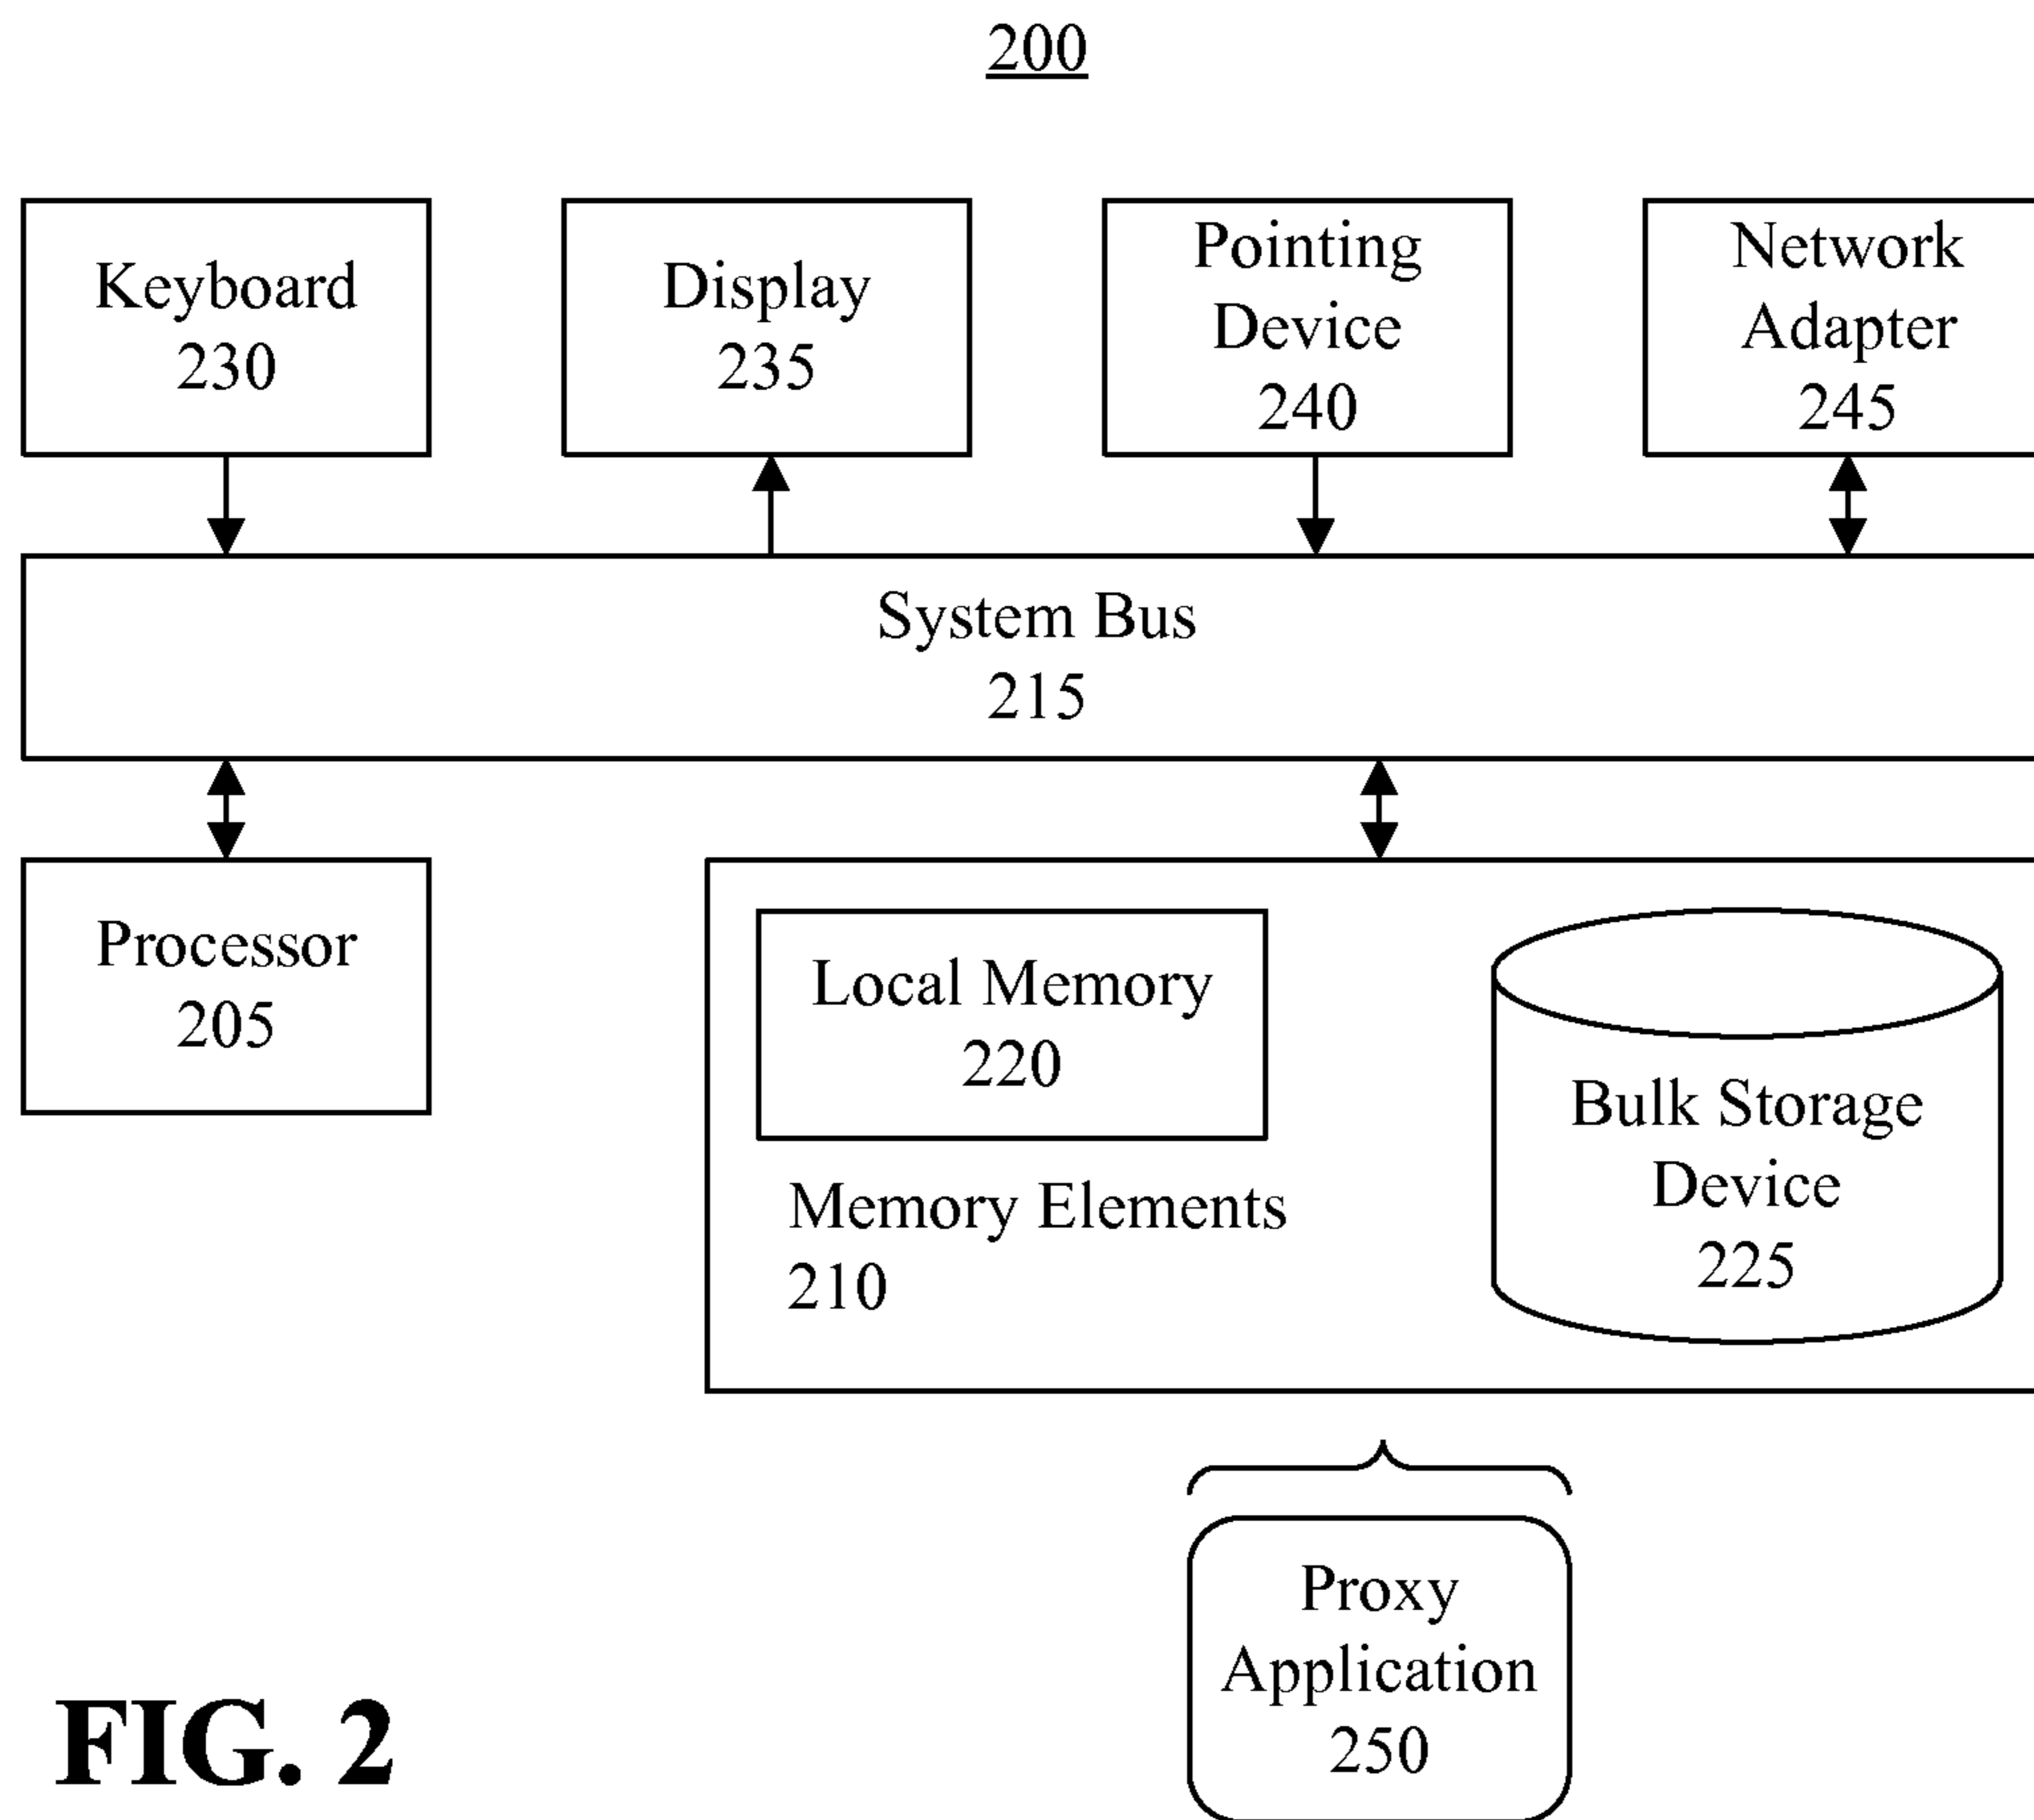 200
Keyboard
230
Display
235
Pointing
Device
240
Network
Adapter
245
System Bus
215
Processor
205
Local Memory
220
Memory Elements
210
Bulk Storage
Device
225
Proxy
Application
250
FIG. 2